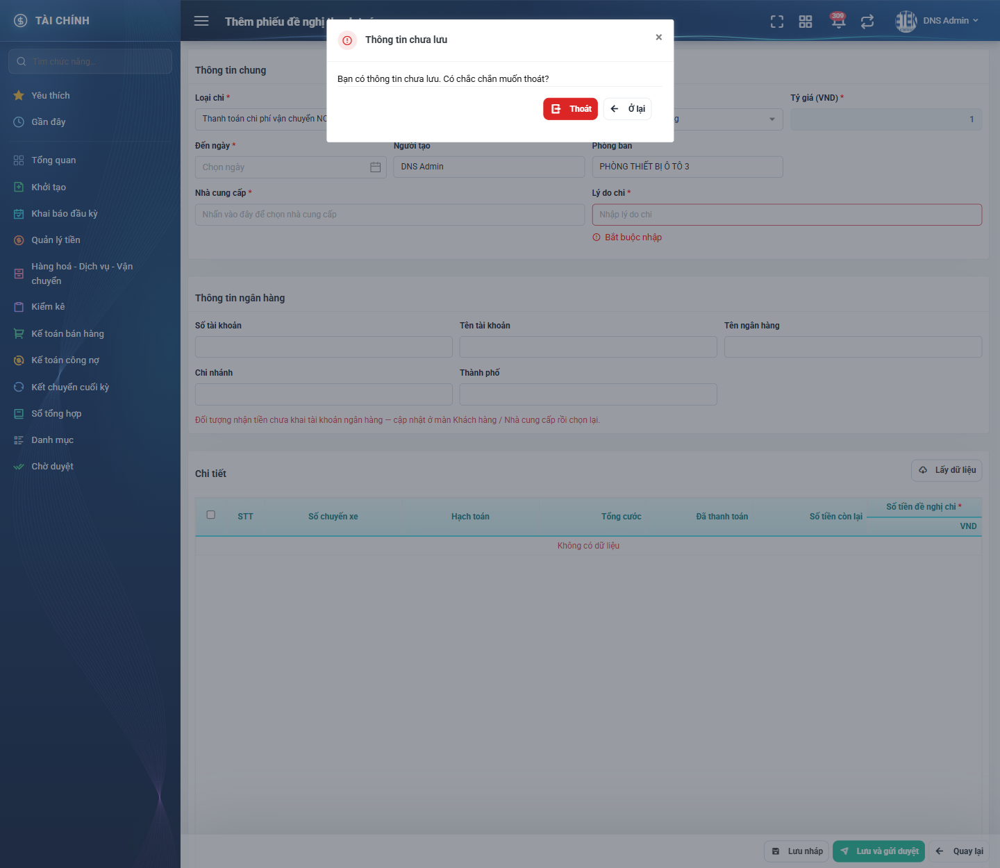 TÀI CHÍNH
Tìm chức năng...
Yêu thích
Gần đây
Tổng quan
Khởi tạo
Khai báo đầu kỳ
Quản lý tiền
Hàng hoá - Dịch vụ - Vận
chuyển
Kiểm kê
Kế toán bán hàng
Kế toán công nợ
Kết chuyển cuối kỳ
Sổ tổng hợp
Danh mục
Chờ duyệt
Thêm phiếu đề nghị
309
DNS Admin
Thông tin chưa lưu
×
Bạn có thông tin chưa lưu. Có chắc chắn muốn thoát?
Thoát
Ở lại
Thông tin chung
Loại chi *
Tỷ giá (VND) *
Thanh toán chi phí vận chuyển
1
Đến ngày *
Người tạo
Phòng ban
Chọn ngày
DNS Admin
PHÒNG THIẾT BỊ Ô TÔ 3
Nhà cung cấp *
Lý do chi *
Nhấn vào đây để chọn nhà cung cấp
Nhập lý do chi
Bắt buộc nhập
Thông tin ngân hàng
Số tài khoản
Tên tài khoản
Tên ngân hàng
Chi nhánh
Thành phố
Đối tượng nhận tiền chưa khai tài khoản ngân hàng — cập nhật ở màn Khách hàng / Nhà cung cấp rồi chọn lại.
Chi tiết
Lấy dữ liệu
STT
Số chuyến xe
Hạch toán
Tổng cước
Đã thanh toán
Số tiền còn lại
Số tiền đề nghị chi *
VND
Không có dữ liệu
Lưu nháp
Lưu và gửi duyệt
Quay lại